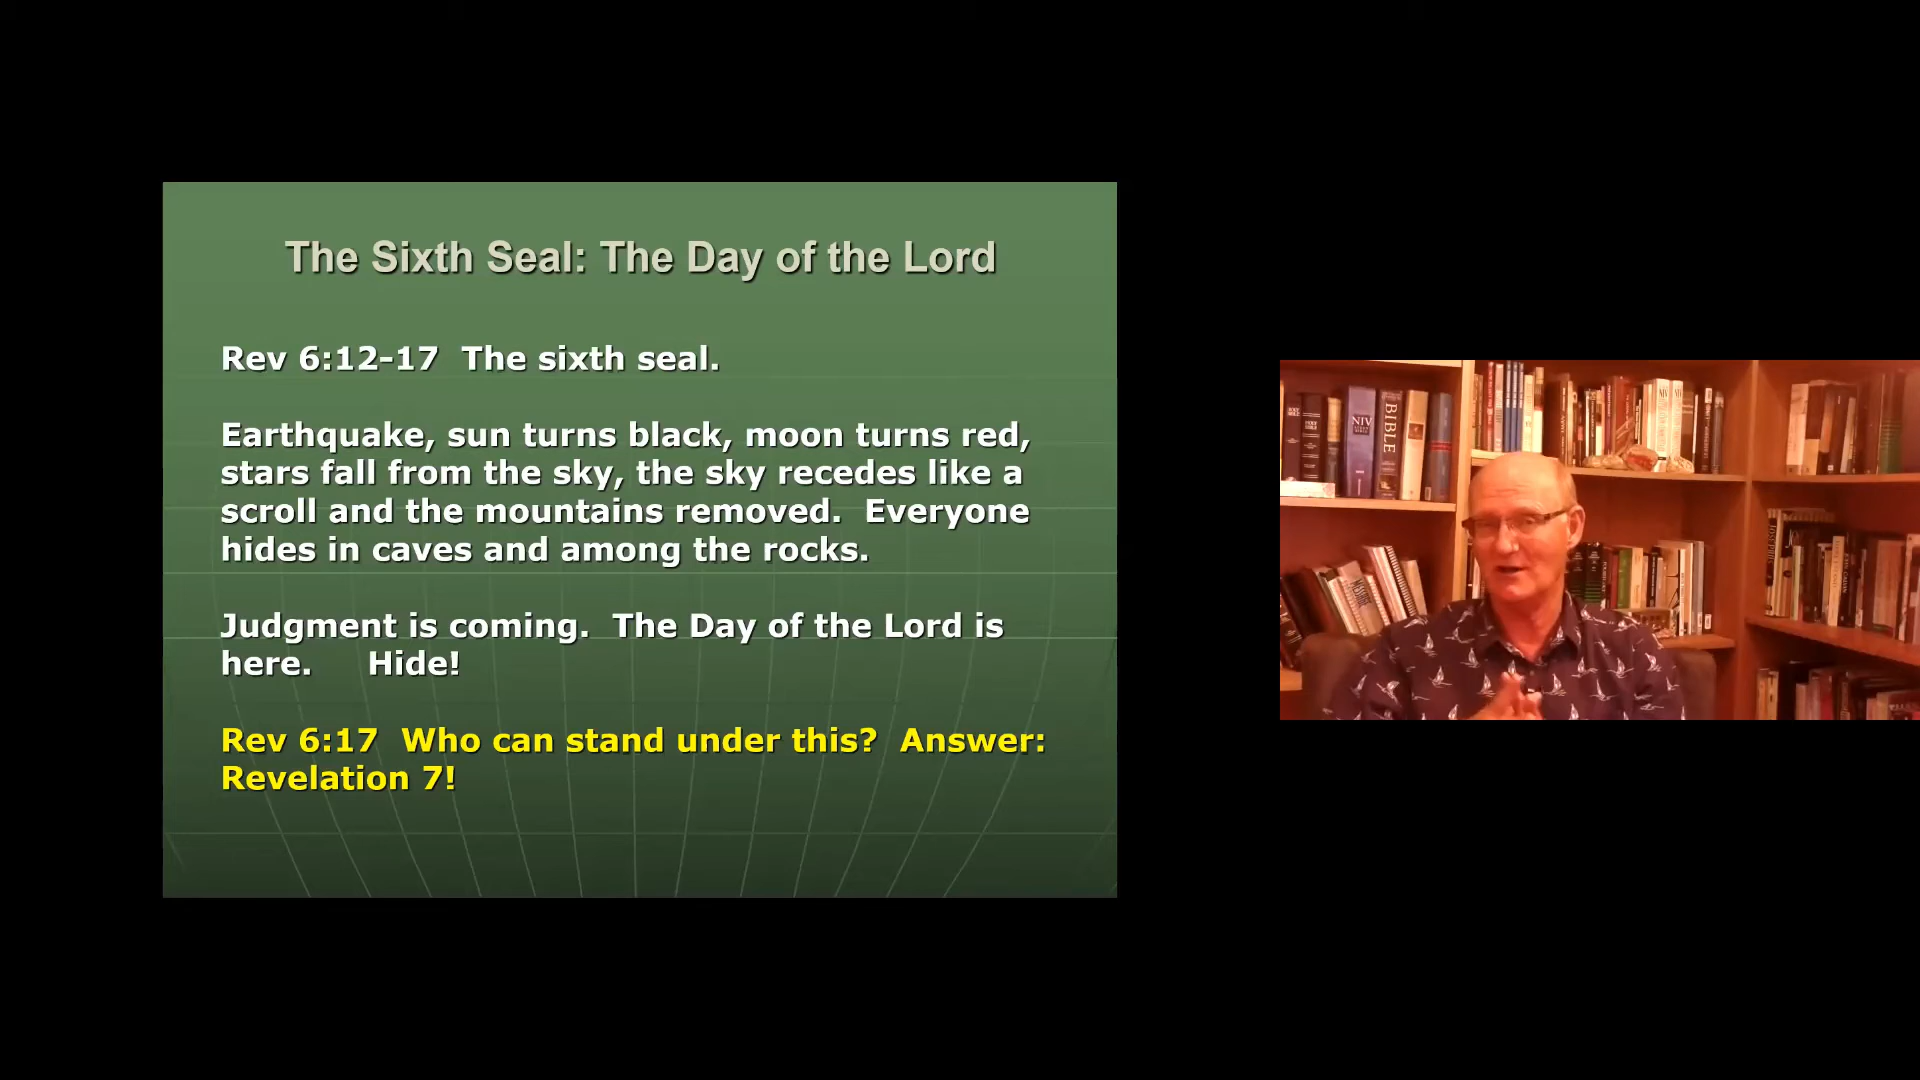 The Sixth Seal: The Day of the Lord
Rev 6:12-17 The sixth seal.
Earthquake, sun turns black, moon turns red,
stars fall from the sky, the sky recedes like a
scroll and the mountains removed. Everyone
hides in caves and among the rocks.
Judgment is coming. The Day of the Lord is
here. Hide!
Rev 6:17 Who can stand under this? Answer:
Revelation 7!
NIV
BIBLE